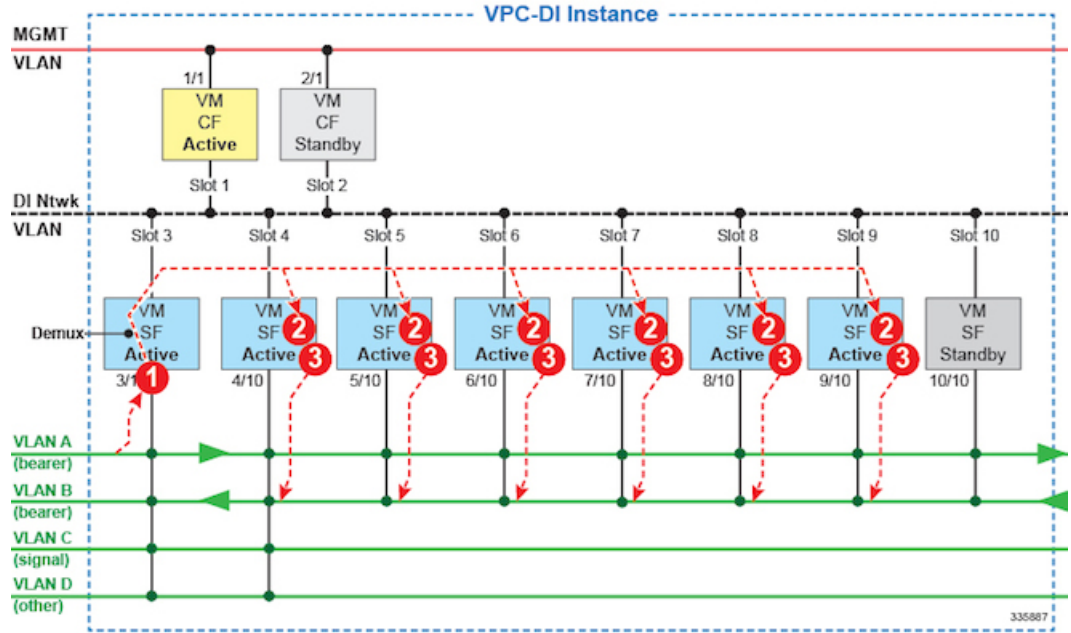 VPC-DI Instance
MGMT
VLAN
1/1
2/1
VM
CF
Active
VM
CF
Standby
Slot 1
Slot 2
DI Ntwk
VLAN
Slot 3
Slot 4
Slot 5
Slot 6
Slot 7
Slot 8
Slot 9
Slot 10
Demux
VM
SF
Active
VM
SF
Active
VM
SF
Active
VM
SF
Active
VM
SF
Active
VM
SF
Active
VM
SF
Active
VM
SF
Standby
2
2
2
2
2
2
3
3
3
3
3
3
1
3/1
4/10
5/10
6/10
7/10
8/10
9/10
10/10
VLAN A
(bearer)
VLAN B
(bearer)
VLAN C
(signal)
VLAN D
(other)
335887